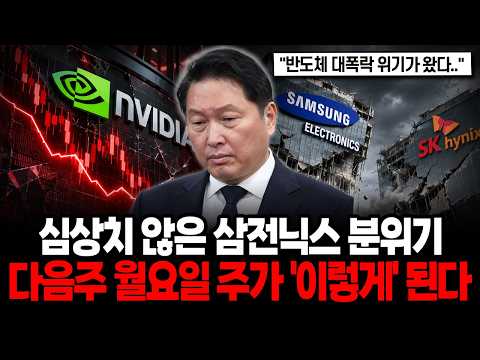 "반도체 대폭락 위기가 왔다.."
NVIDIA
SAMSUNG
ELECTRONICS
SK hynix
심상치 않은 삼전닉스 분위기
다음주 월요일 주가 '이렇게' 된다